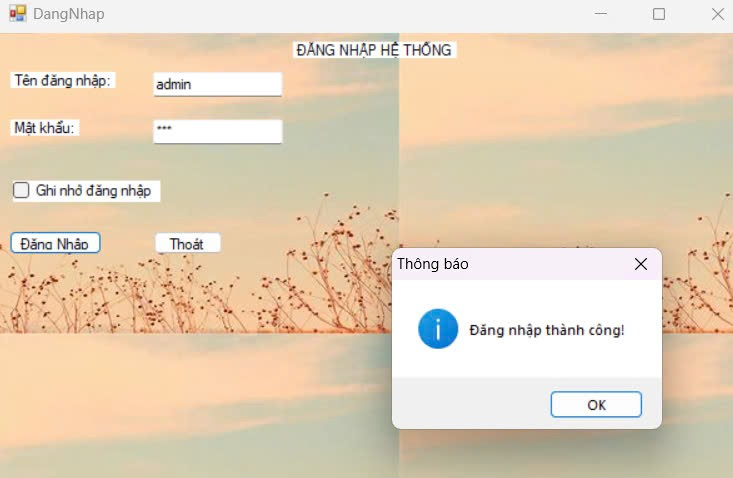 DangNhap
ĐĂNG NHẬP HỆ THỐNG
Tên đăng nhập:
admin
Mật khẩu:
***
Ghi nhớ đăng nhập
Đăng Nhập
Thoát
Thông báo
Đăng nhập thành công!
OK